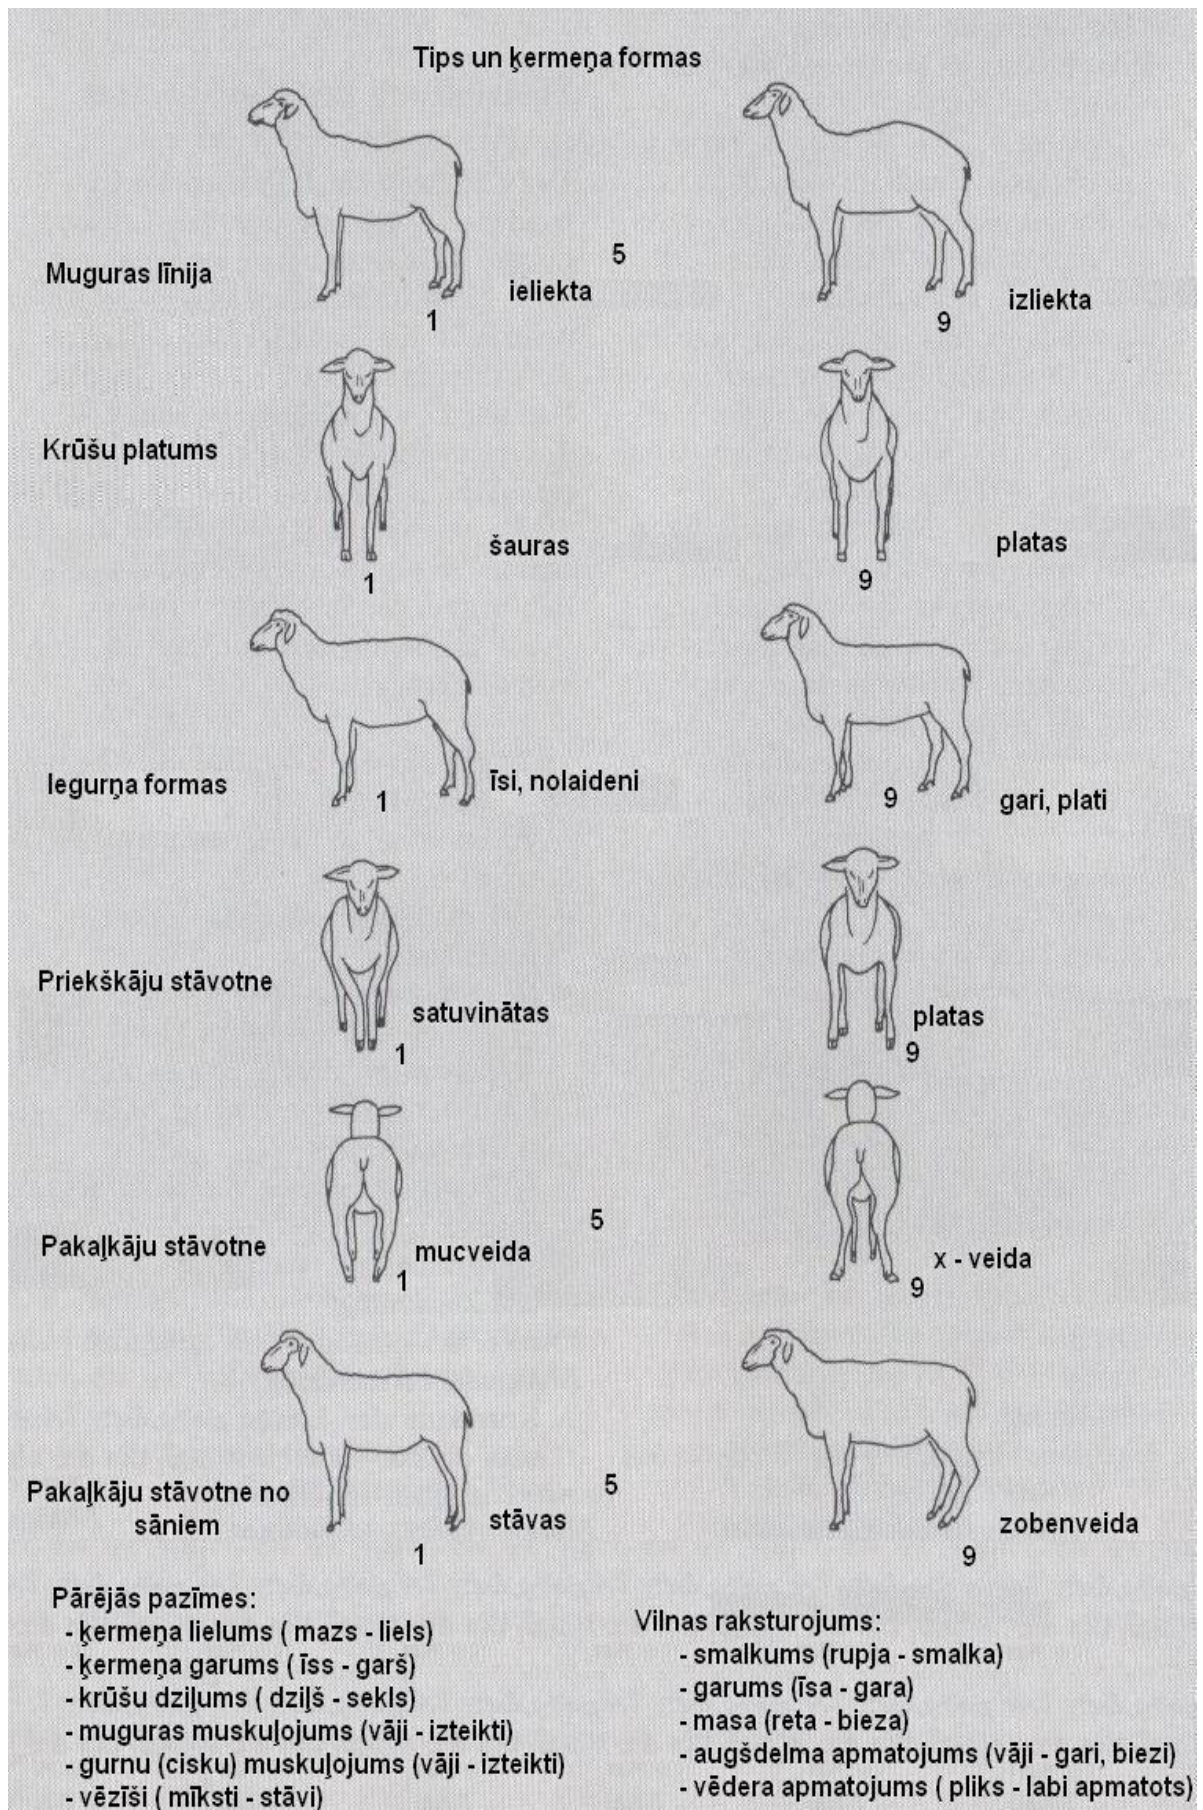 Tips un ķermeņa formas
Muguras līnija
ieliekta
1
5
izliekta
9
Krūšu platums
šauras
1
platas
9
Iegurņa formas
īsi, nolaideni
1
gari, plati
9
Priekškāju stāvotne
satuvinātas
1
platas
9
Pakaļkāju stāvotne
mucveida
1
5
x - veida
9
Pakaļkāju stāvotne no
sāniem
stāvas
1
5
zobenveida
9
Pārējās pazīmes:
- ķermeņa lielums ( mazs - liels)
- ķermeņa garums ( īss - garš)
- krūšu dziļums ( dziļš - sekls)
- muguras muskuļojums (vāji - izteikti)
- gurnu (cisku) muskuļojums (vāji - izteikti)
- vēzīši ( mīksti - stāvi)
Vilnas raksturojums:
- smalkums (rupja - smalka)
- garums (īsa - gara)
- masa (reta - bieza)
- augšdelma apmatojums (vāji - gari, biezi)
- vēdera apmatojums ( pliks - labi apmatots)